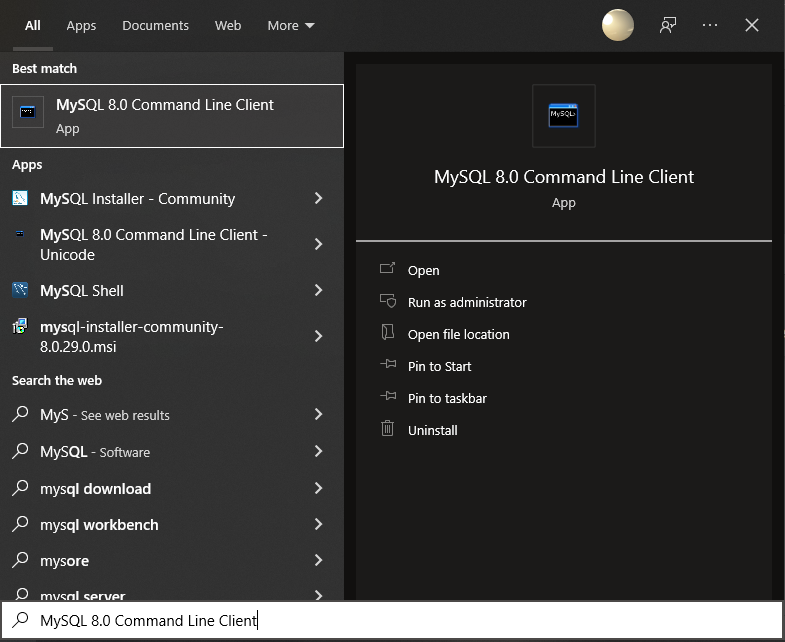 All Apps Documents Web More
Best match
MySQL 8.0 Command Line Client
App
Apps
MySQL Installer - Community
MySQL 8.0 Command Line Client -
Unicode
MySQL Shell
mysql-installer-community-
8.0.29.0.msi
Search the web
MyS - See web results
MySQL - Software
mysql download
mysql workbench
mysore
mysql server
MySQL 8.0 Command Line Client
MySQL>
MySQL 8.0 Command Line Client
App
Open
Run as administrator
Open file location
Pin to Start
Pin to taskbar
Uninstall